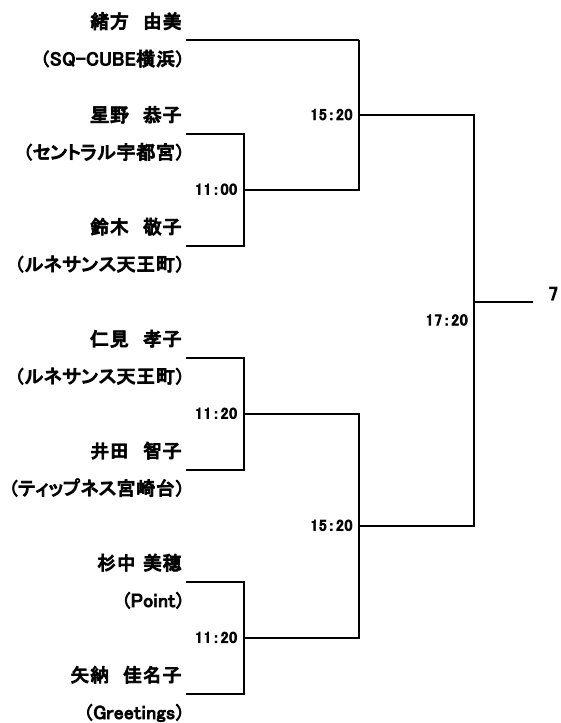 緒方　由美
(SQ-CUBE横浜)
15:20
星野　恭子
(セントラル宇都宮)
11:00
鈴木　敬子
(ルネサンス天王町)
7
17:20
仁見　孝子
(ルネサンス天王町)
11:20
井田　智子
(ティップネス宮崎台)
15:20
杉中 美穂
(Point)
11:20
矢納　佳名子
(Greetings)